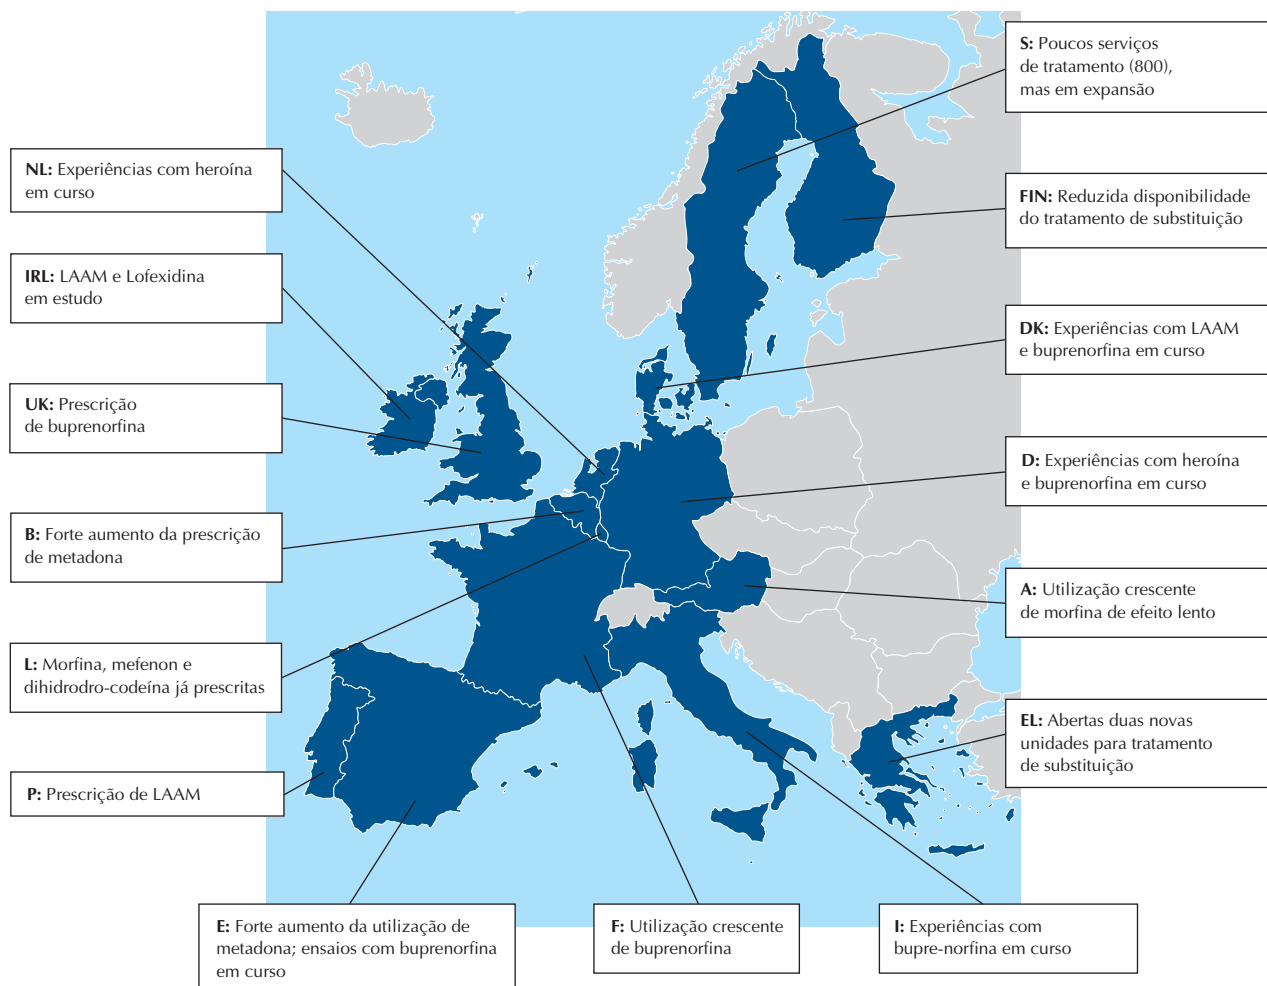 S: Poucos serviços
de tratamento (800),
mas em expansão
NL: Experiências com heroína
em curso
FIN: Reduzida disponibilidade
do tratamento de substituição
IRL: LAAM e Lofexidina
em estudo
DK: Experiências com LAAM
e buprenorfina em curso
UK: Prescrição
de buprenorfina
D: Experiências com heroína
e buprenorfina em curso
B: Forte aumento da prescrição
de metadona
A: Utilização crescente
de morfina de efeito lento
L: Morfina, mefenon e
dihidrodro-codeína já prescritas
EL: Abertas duas novas
unidades para tratamento
de substituição
P: Prescrição de LAAM
E: Forte aumento da utilização de
metadona; ensaios com buprenorfina
em curso
F: Utilização crescente
de buprenorfina
I: Experiências com
bupre-norfina em curso